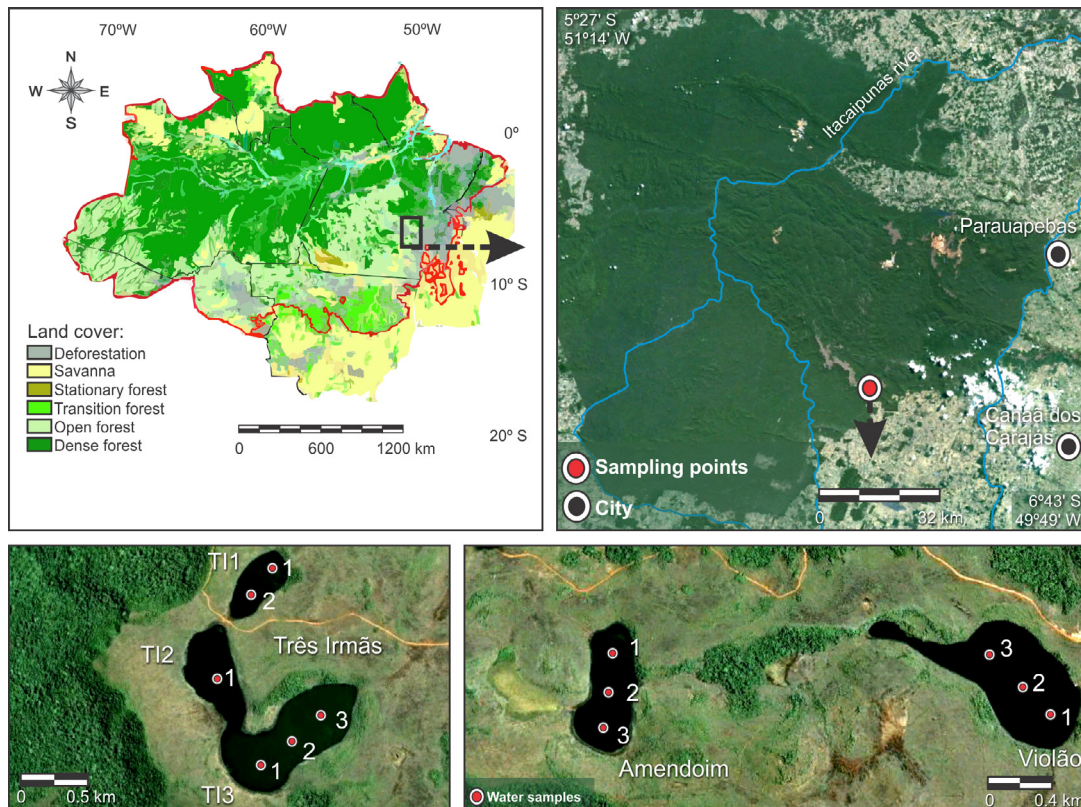 70ºW
60ºW
50ºW
N
W
E
S
0º
10º S
20º S
Land cover:
Deforestation
Savanna
Stationary forest
Transition forest
Open forest
Dense forest
0
600
1200 km
5º27' S
51º14' W
Itacaipunas river
Parauapebas
Canaã dos
Carajás
Sampling points
City
0
32 km
6º43' S
49º49' W
TI1
1
2
TI2
1
Três Irmãs
3
2
1
TI3
0
0.5 km
1
2
3
Amendoim
3
2
1
Violão
Water samples
0
0.4 km